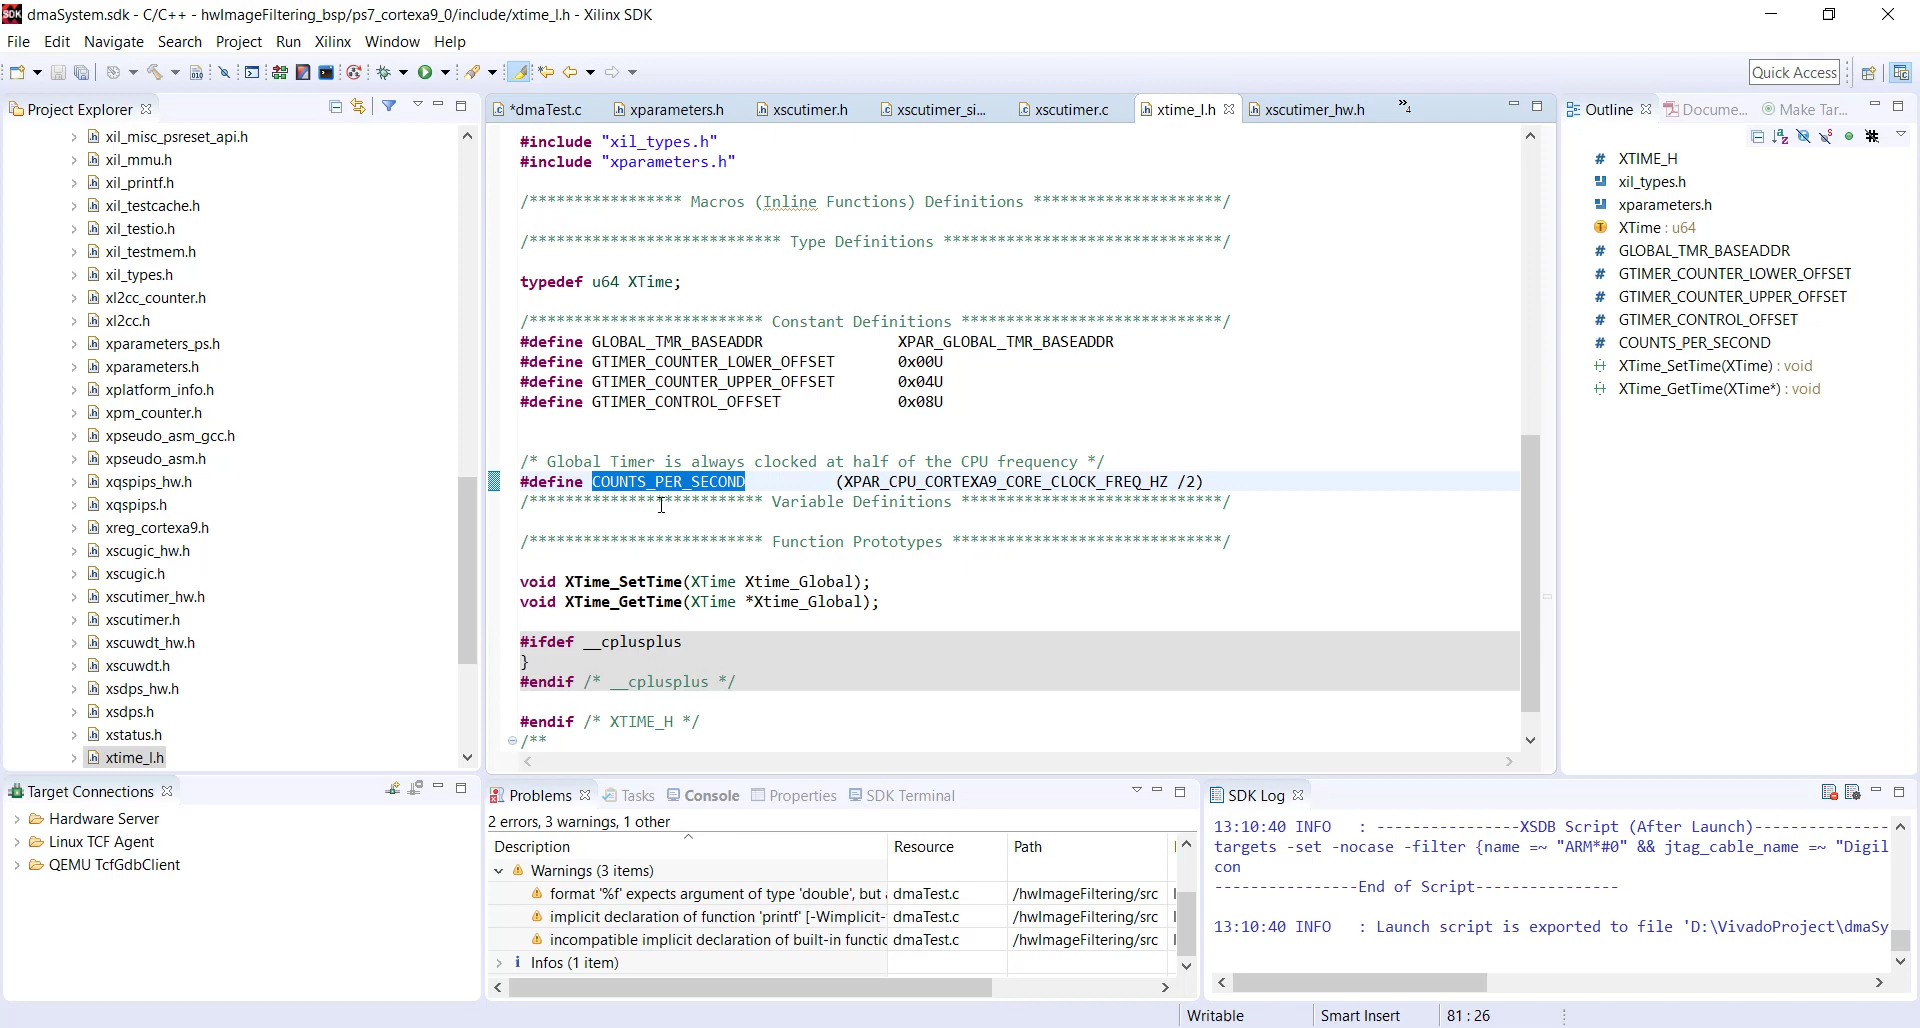 dmaSystem.sdk - C/C++ - hwImageFiltering_bsp/ps7_cortexa9_0/include/xtime_l.h - Xilinx SDK
File Edit Navigate Search Project Run Xilinx Window Help
Quick Access
Project Explorer
xil_misc_psreset_api.h
xil_mmu.h
xil_printf.h
xil_testcache.h
xil_testio.h
xil_testmem.h
xil_types.h
xl2cc_counter.h
xl2cc.h
xparameters_ps.h
xparameters.h
xplatform_info.h
xpm_counter.h
xpseudo_asm_gcc.h
xpseudo_asm.h
xqspips_hw.h
xqspips.h
xreg_cortexa9.h
xscugic_hw.h
xscugic.h
xscutimer_hw.h
xscutimer.h
xscuwdt_hw.h
xscuwdt.h
xsdps_hw.h
xsdps.h
xstatus.h
xtime_l.h
*dmaTest.c xparameters.h xscutimer.h xscutimer_si... xscutimer.c xtime_l.h xscutimer_hw.h »4
#include "xil_types.h"
#include "xparameters.h"
/***************** Macros (Inline Functions) Definitions *********************/
/**************************** Type Definitions *******************************/
typedef u64 XTime;
/************************** Constant Definitions *****************************/
#define GLOBAL_TMR_BASEADDR XPAR_GLOBAL_TMR_BASEADDR
#define GTIMER_COUNTER_LOWER_OFFSET 0x00U
#define GTIMER_COUNTER_UPPER_OFFSET 0x04U
#define GTIMER_CONTROL_OFFSET 0x08U
/* Global Timer is always clocked at half of the CPU frequency */
#define COUNTS_PER_SECOND (XPAR_CPU_CORTEXA9_CORE_CLOCK_FREQ_HZ /2)
/************************** Variable Definitions *****************************/
/************************** Function Prototypes ******************************/
void XTime_SetTime(XTime Xtime_Global);
void XTime_GetTime(XTime *Xtime_Global);
#ifdef __cplusplus
}
#endif /* __cplusplus */
#endif /* XTIME_H */
/**
Outline Docume... Make Tar...
XTIME_H
xil_types.h
xparameters.h
XTime : u64
GLOBAL_TMR_BASEADDR
GTIMER_COUNTER_LOWER_OFFSET
GTIMER_COUNTER_UPPER_OFFSET
GTIMER_CONTROL_OFFSET
COUNTS_PER_SECOND
XTime_SetTime(XTime) : void
XTime_GetTime(XTime*) : void
Target Connections
Hardware Server
Linux TCF Agent
QEMU TcfGdbClient
Problems Tasks Console Properties SDK Terminal
2 errors, 3 warnings, 1 other
Description Resource Path
Warnings (3 items)
format '%f' expects argument of type 'double', but dmaTest.c /hwImageFiltering/src
implicit declaration of function 'printf' [-Wimplicit- dmaTest.c /hwImageFiltering/src
incompatible implicit declaration of built-in functic dmaTest.c /hwImageFiltering/src
Infos (1 item)
SDK Log
13:10:40 INFO : ----------------XSDB Script (After Launch)---------------
targets -set -nocase -filter {name =~ "ARM*#0" && jtag_cable_name =~ "Digil
con
----------------End of Script----------------
13:10:40 INFO : Launch script is exported to file 'D:\VivadoProject\dmaSy
Writable Smart Insert 81 : 26